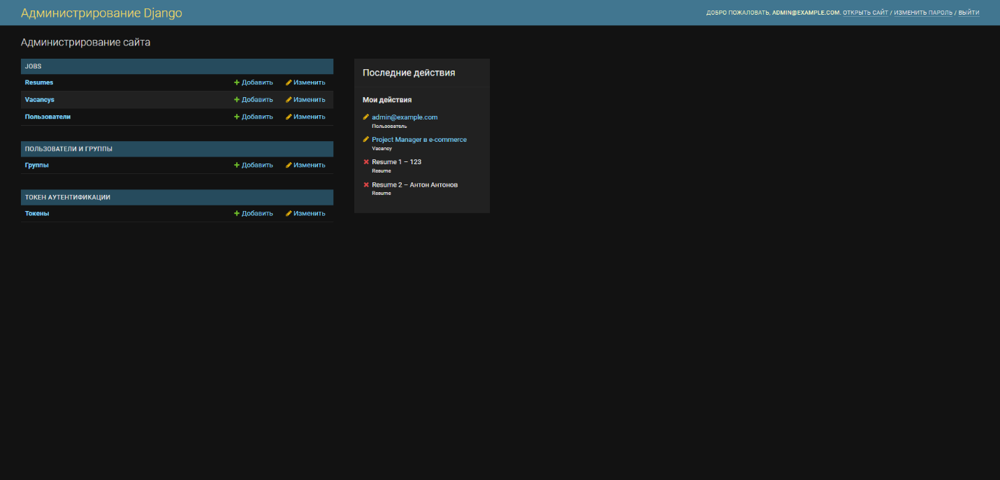 Администрирование Django
ДОБРО ПОЖАЛОВАТЬ, ADMIN@EXAMPLE.COM. ОТКРЫТЬ САЙТ / ИЗМЕНИТЬ ПАРОЛЬ / ВЫЙТИ
Администрирование сайта
JOBS
Resumes Добавить Изменить
Vacancys Добавить Изменить
Пользователи Добавить Изменить
ПОЛЬЗОВАТЕЛИ И ГРУППЫ
Группы Добавить Изменить
ТОКЕН АУТЕНТИФИКАЦИИ
Токены Добавить Изменить
Последние действия
Мои действия
admin@example.com
Пользователь
Project Manager в e-commerce
Vacancy
Resume 1 – 123
Resume
Resume 2 – Антон Антонов
Resume